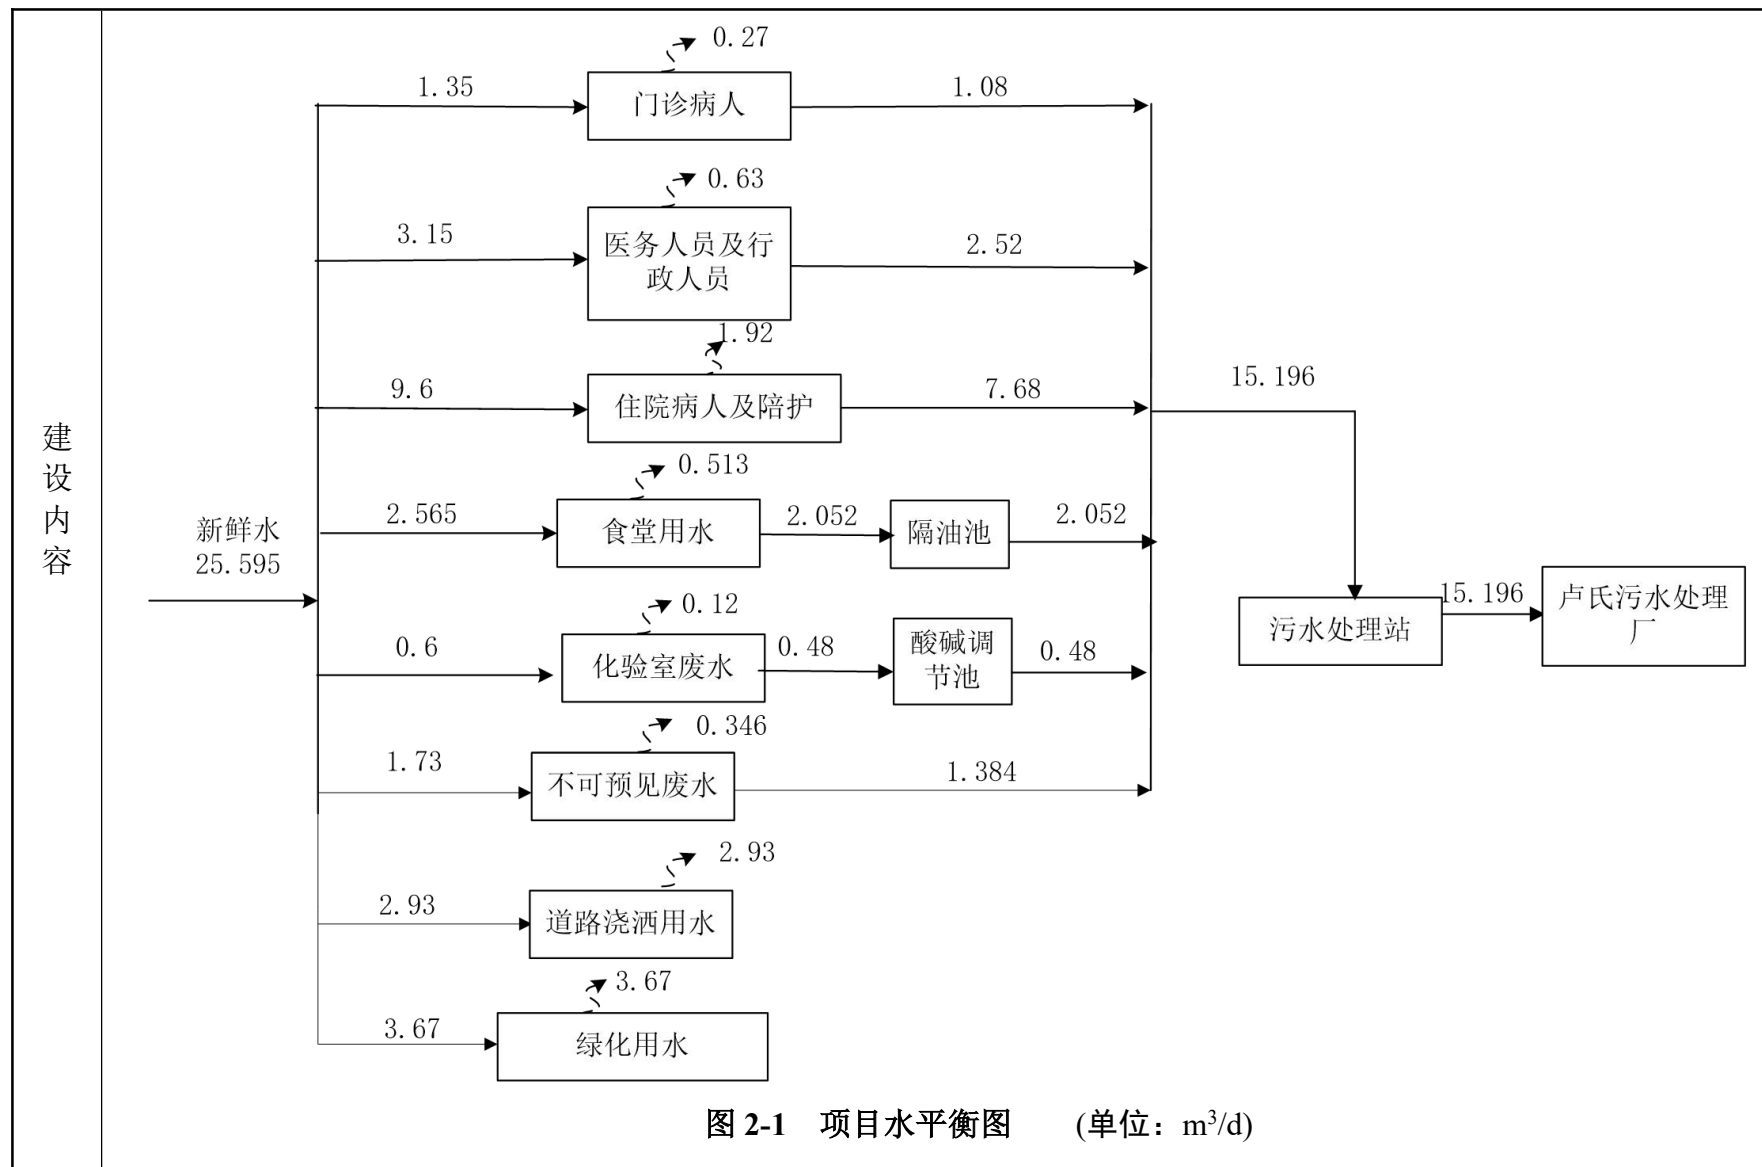 建
设
内
容
新鲜水
25.595
1.35
0.27
门诊病人
1.08
3.15
0.63
医务人员及行
政人员
2.52
9.6
1.92
住院病人及陪护
7.68
2.565
0.513
食堂用水
2.052
隔油池
2.052
0.6
0.12
化验室废水
0.48
酸碱调
节池
0.48
1.73
0.346
不可预见废水
1.384
2.93
2.93
道路浇洒用水
3.67
3.67
绿化用水
15.196
污水处理站
15.196
卢氏污水处理
厂
图 2-1 项目水平衡图 (单位：m³/d)